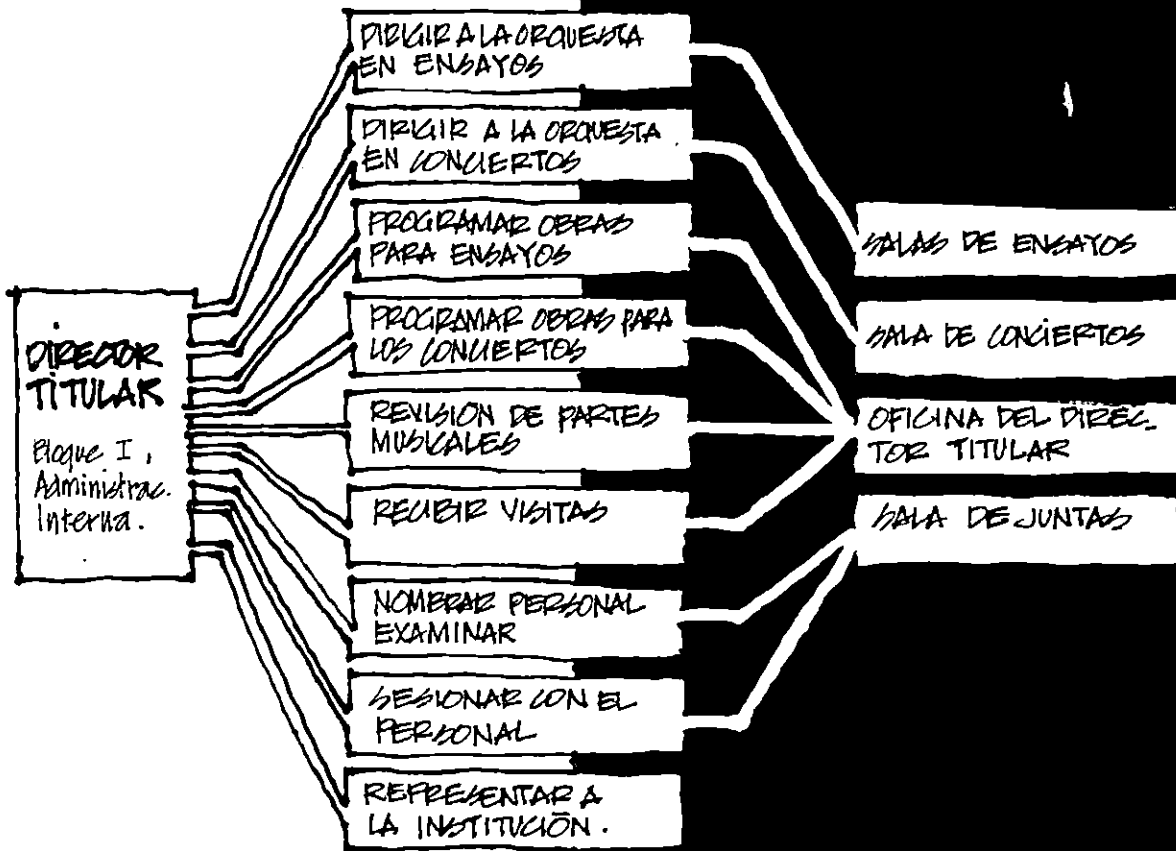 DIRIGIR A LA ORQUESTA
EN ENSAYOS
DIRIGIR A LA ORQUESTA
EN CONCIERTOS
PROGRAMAR OBRAS
PARA ENSAYOS
PROGRAMAR OBRAS PARA
LOS CONCIERTOS
REVISION DE PARTES
MUSICALES
RECIBIR VISITAS
NOMBRAR PERSONAL
EXAMINAR
SESIONAR CON EL
PERSONAL
REPRESENTAR A
LA INSTITUCIÓN.
DIRECTOR
TITULAR
Bloque I,
Administrac.
Interna.
SALAS DE ENSAYOS
SALA DE CONCIERTOS
OFICINA DEL DIREC-
TOR TITULAR
SALA DE JUNTAS